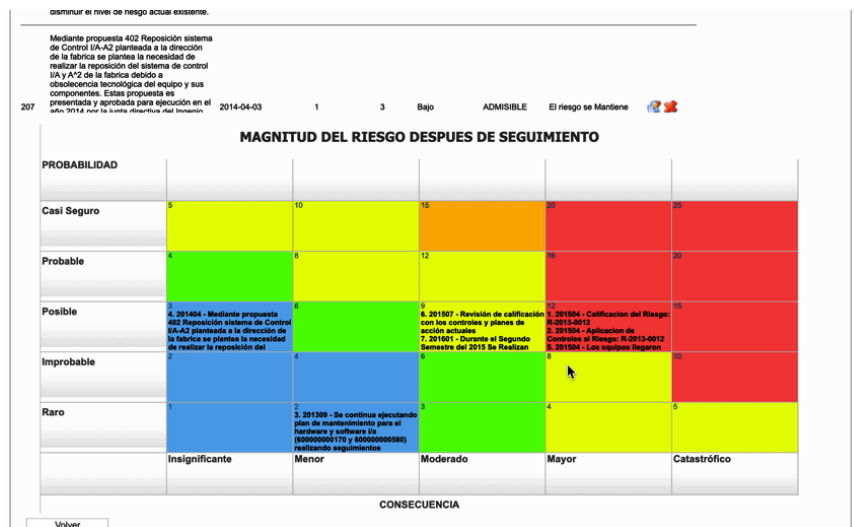 disminuir el nivel de riesgo actual existente.
Mediante propuesta 402 Reposición sistema
de Control I/A-A2 planteada a la dirección
de la fabrica se plantea la necesidad de
realizar la reposición del sistema de control
I/A y A^2 de la fabrica debido a
obsolecencia tecnológica del equipo y sus
componentes. Estas propuesta es
presentada y aprobada para ejecución en el
207 2014-04-03 1 3 Bajo ADMISIBLE El riesgo se Mantiene
año 2014 por la junta directiva del Ingenio
MAGNITUD DEL RIESGO DESPUES DE SEGUIMIENTO
PROBABILIDAD
Casi Seguro 5 10 15 20 25
Probable 4 8 12 16 20
Posible 3 6 9 12 15
4. 201404 - Mediante propuesta
402 Reposición sistema de Control
I/A-A2 planteada a la dirección de
la fabrica se plantea la necesidad
de realizar la reposición del
6. 201507 - Revisión de calificación
con los controles y planes de
acción actuales
7. 201601 - Durante el Segundo
Semestre del 2015 Se Realizan
1. 201504 - Calificacion del Riesgo:
R-2013-0012
2. 201504 - Aplicacion de
Controles al Riesgo: R-2013-0012
5. 201504 - Los equipos llegaron
Improbable 2 4 6 8 10
Raro 1 2 3 4 5
3. 201309 - Se continua ejecutando
plan de mantenimiento para el
hardware y software i/a
(600000000170 y 600000000580)
realizando seguimientos
Insignificante Menor Moderado Mayor Catastrófico
CONSECUENCIA
Volver